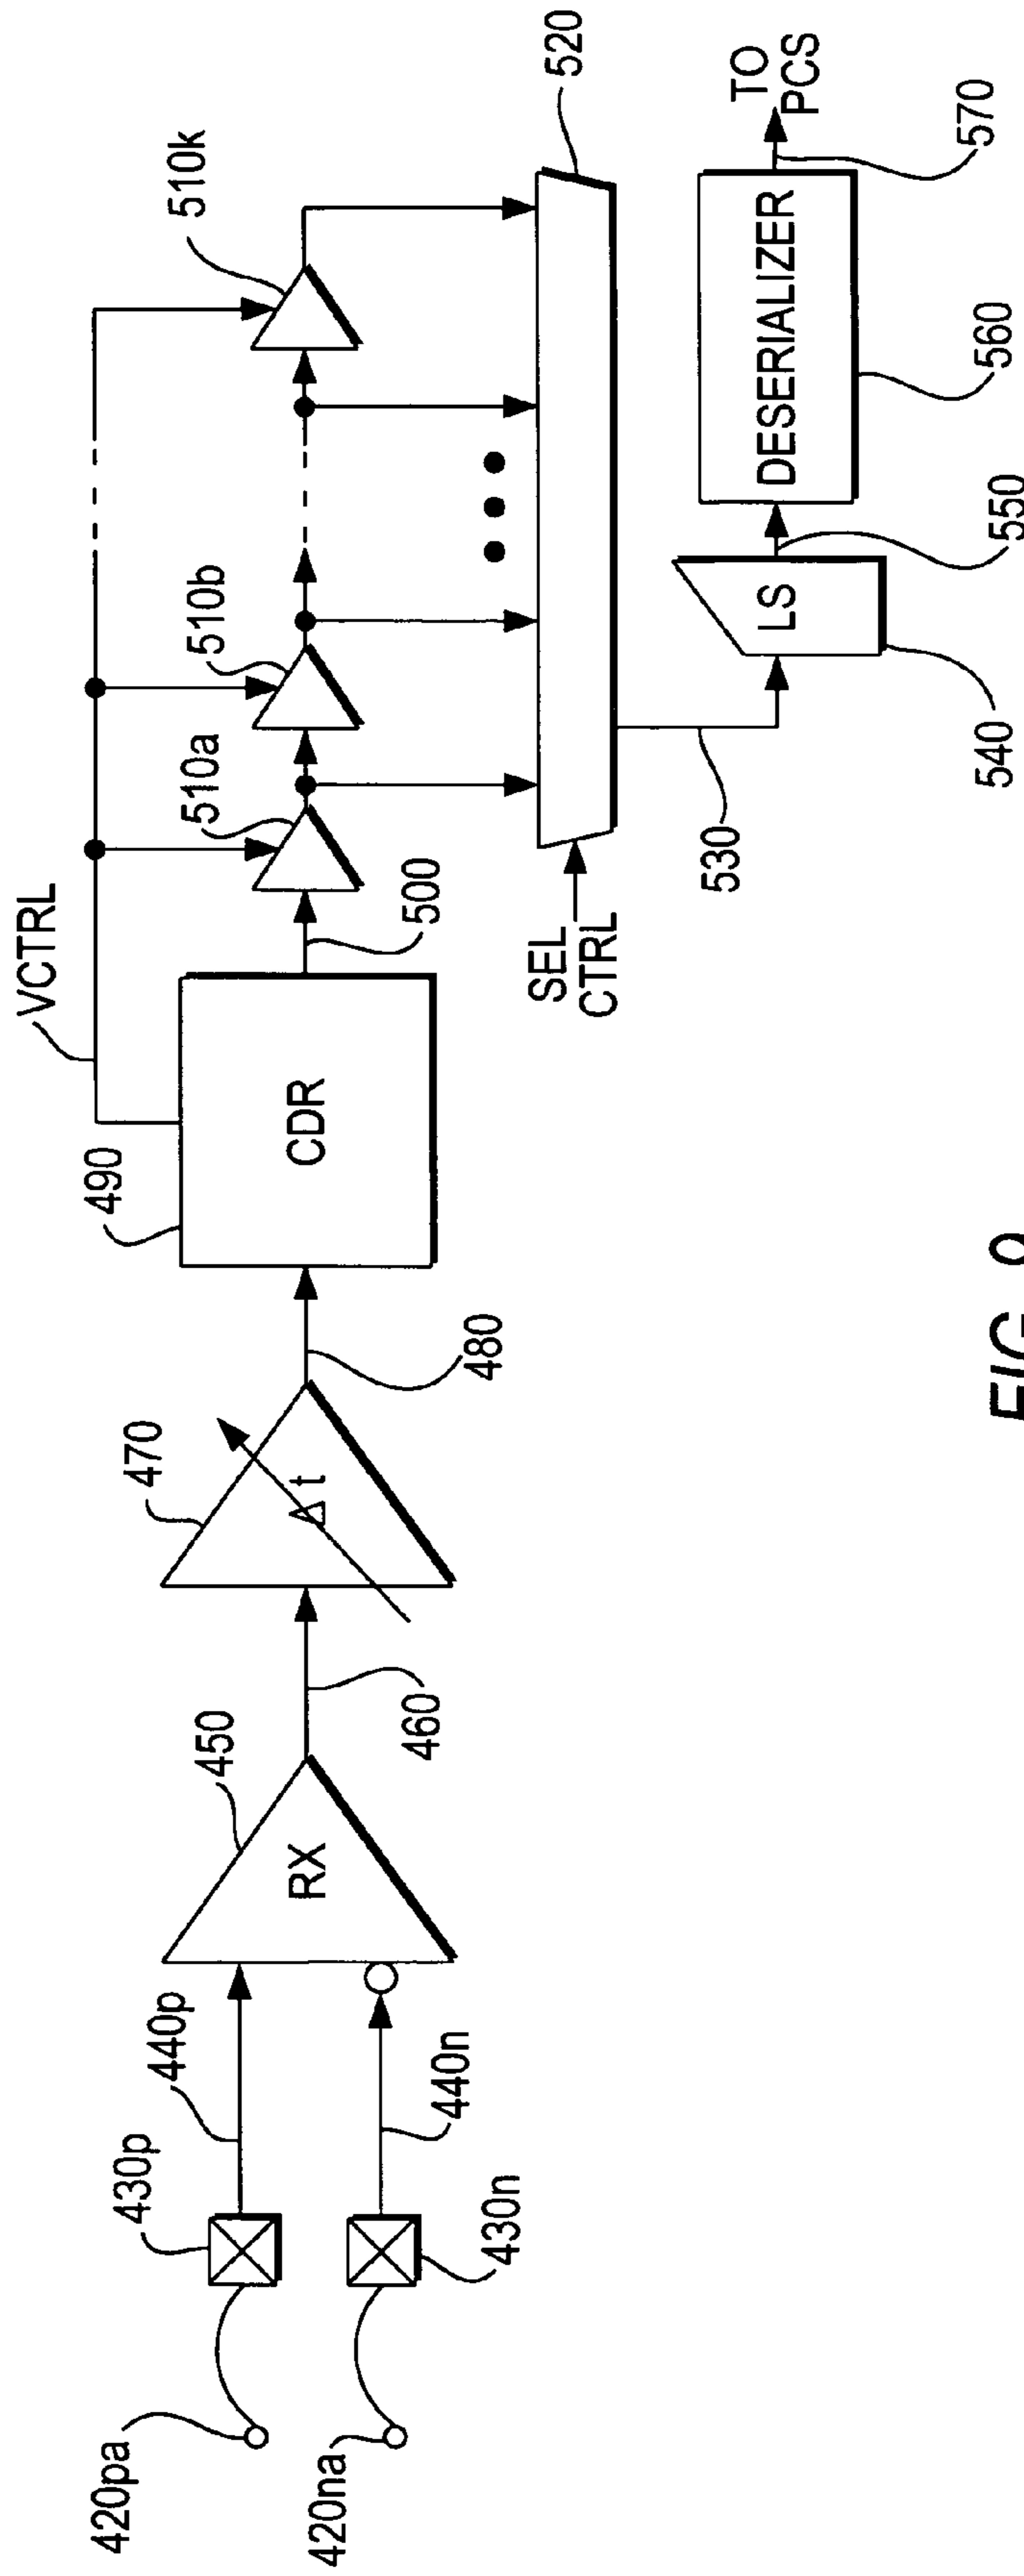 420pa
430p
440p
420na
430n
440n
450
RX
460
470
Δt
480
490
CDR
VCTRL
500
510a
510b
510k
SEL
CTRL
520
530
LS
540
550
DESERIALIZER
560
570
TO
PCS
FIG